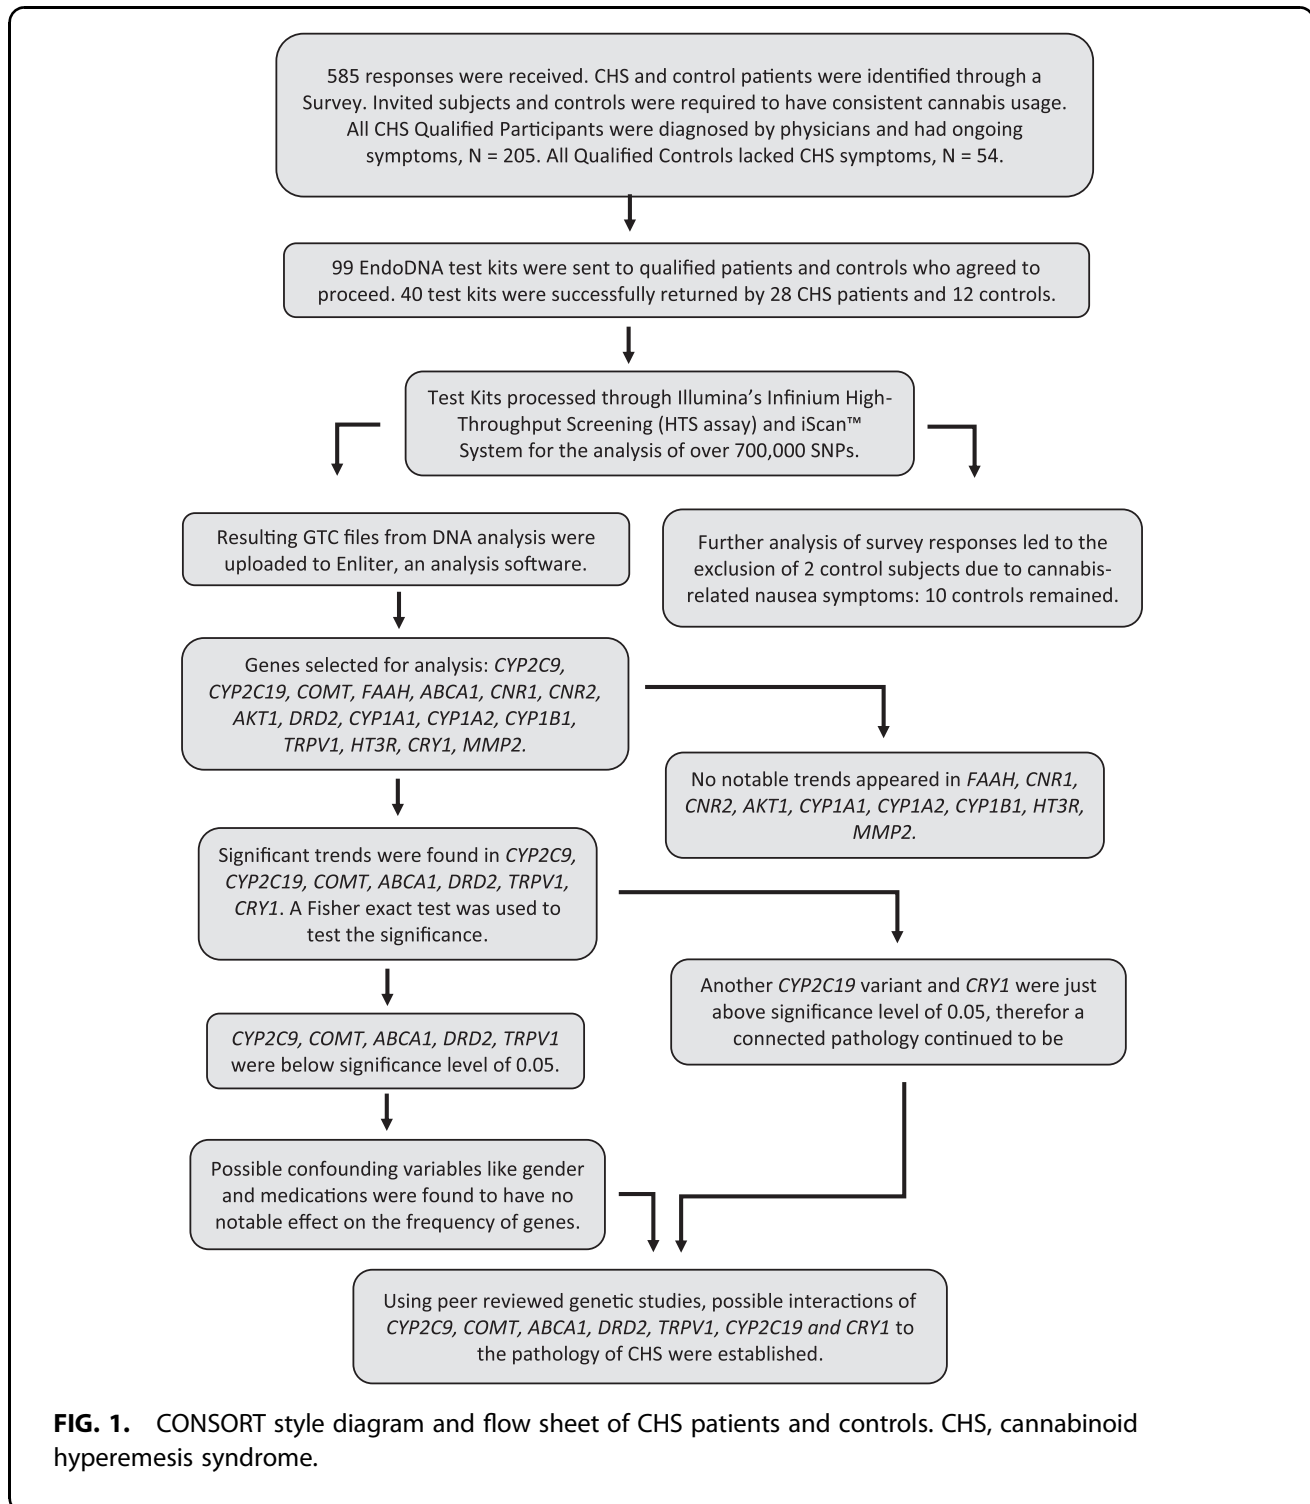 585 responses were received. CHS and control patients were identified through a
Survey. Invited subjects and controls were required to have consistent cannabis usage.
All CHS Qualified Participants were diagnosed by physicians and had ongoing
symptoms, N = 205. All Qualified Controls lacked CHS symptoms, N = 54.
99 EndoDNA test kits were sent to qualified patients and controls who agreed to
proceed. 40 test kits were successfully returned by 28 CHS patients and 12 controls.
Test Kits processed through Illumina's Infinium High-
Throughput Screening (HTS assay) and iScan™
System for the analysis of over 700,000 SNPs.
Resulting GTC files from DNA analysis were
uploaded to Enliter, an analysis software.
Further analysis of survey responses led to the
exclusion of 2 control subjects due to cannabis-
related nausea symptoms: 10 controls remained.
Genes selected for analysis: CYP2C9,
CYP2C19, COMT, FAAH, ABCA1, CNR1, CNR2,
AKT1, DRD2, CYP1A1, CYP1A2, CYP1B1,
TRPV1, HT3R, CRY1, MMP2.
No notable trends appeared in FAAH, CNR1,
CNR2, AKT1, CYP1A1, CYP1A2, CYP1B1, HT3R,
MMP2.
Significant trends were found in CYP2C9,
CYP2C19, COMT, ABCA1, DRD2, TRPV1,
CRY1. A Fisher exact test was used to
test the significance.
Another CYP2C19 variant and CRY1 were just
above significance level of 0.05, therefor a
connected pathology continued to be
CYP2C9, COMT, ABCA1, DRD2, TRPV1
were below significance level of 0.05.
Possible confounding variables like gender
and medications were found to have no
notable effect on the frequency of genes.
Using peer reviewed genetic studies, possible interactions of
CYP2C9, COMT, ABCA1, DRD2, TRPV1, CYP2C19 and CRY1 to
the pathology of CHS were established.
FIG. 1. CONSORT style diagram and flow sheet of CHS patients and controls. CHS, cannabinoid
hyperemesis syndrome.